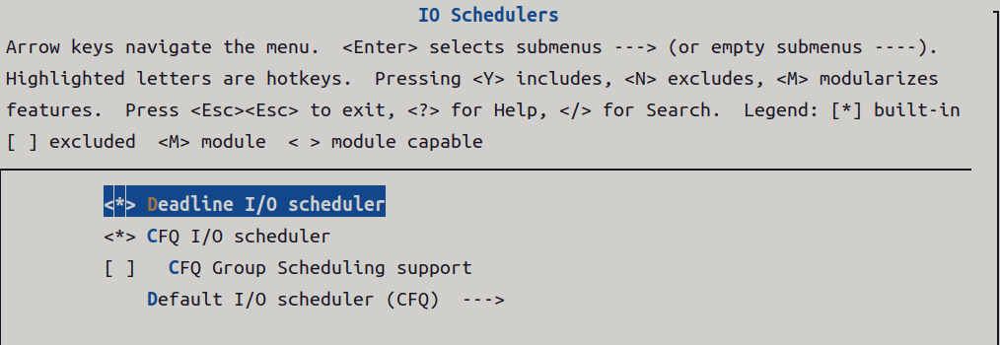 IO Schedulers
Arrow keys navigate the menu.  <Enter> selects submenus ---> (or empty submenus ----).
Highlighted letters are hotkeys.  Pressing <Y> includes, <N> excludes, <M> modularizes
features.  Press <Esc><Esc> to exit, <?> for Help, </> for Search.  Legend: [*] built-in
[ ] excluded  <M> module  < > module capable
<*> Deadline I/O scheduler
<*> CFQ I/O scheduler
[ ]   CFQ Group Scheduling support
Default I/O scheduler (CFQ)  --->